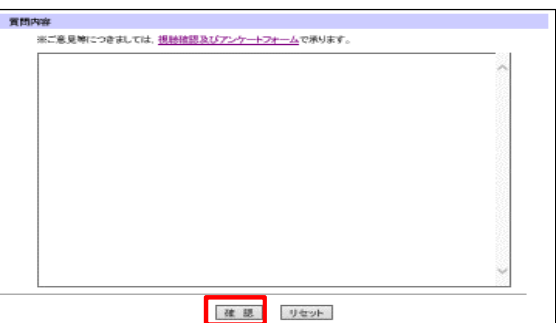 質問内容
※ご意見等につきましては、視聴確認及びアンケートフォームで承ります。
確 認 リセット